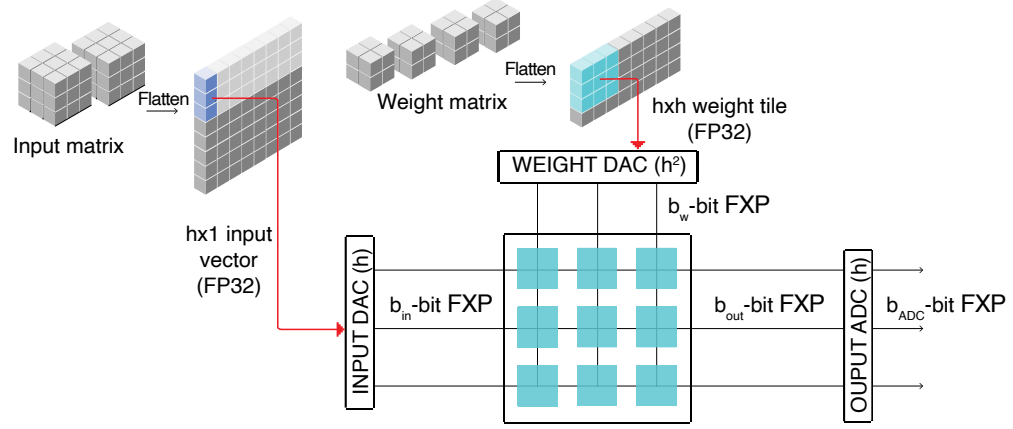 Flatten
Input matrix
Flatten
Weight matrix
hxh weight tile
(FP32)
WEIGHT DAC (h²)
b_w-bit FXP
hx1 input
vector
(FP32)
INPUT DAC (h)
b_in-bit FXP
b_out-bit FXP
OUPUT ADC (h)
b_ADC-bit FXP